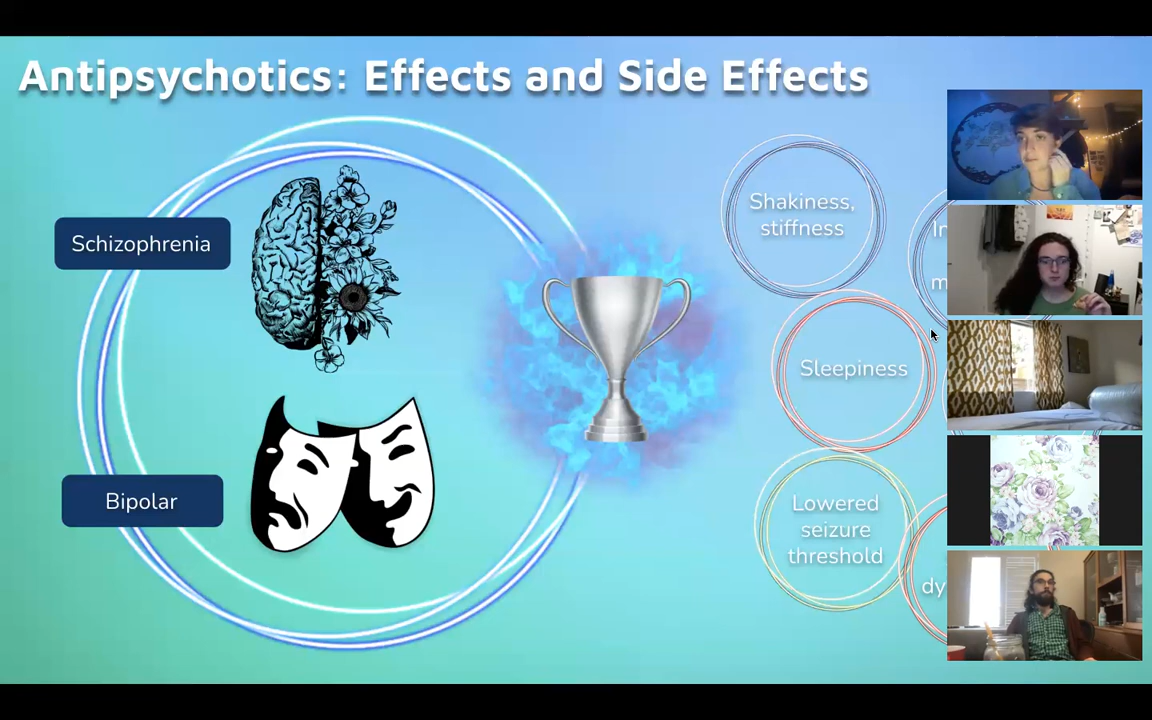 Antipsychotics: Effects and Side Effects
Schizophrenia
Bipolar
Shakiness,
stiffness
Sleepiness
Lowered
seizure
threshold